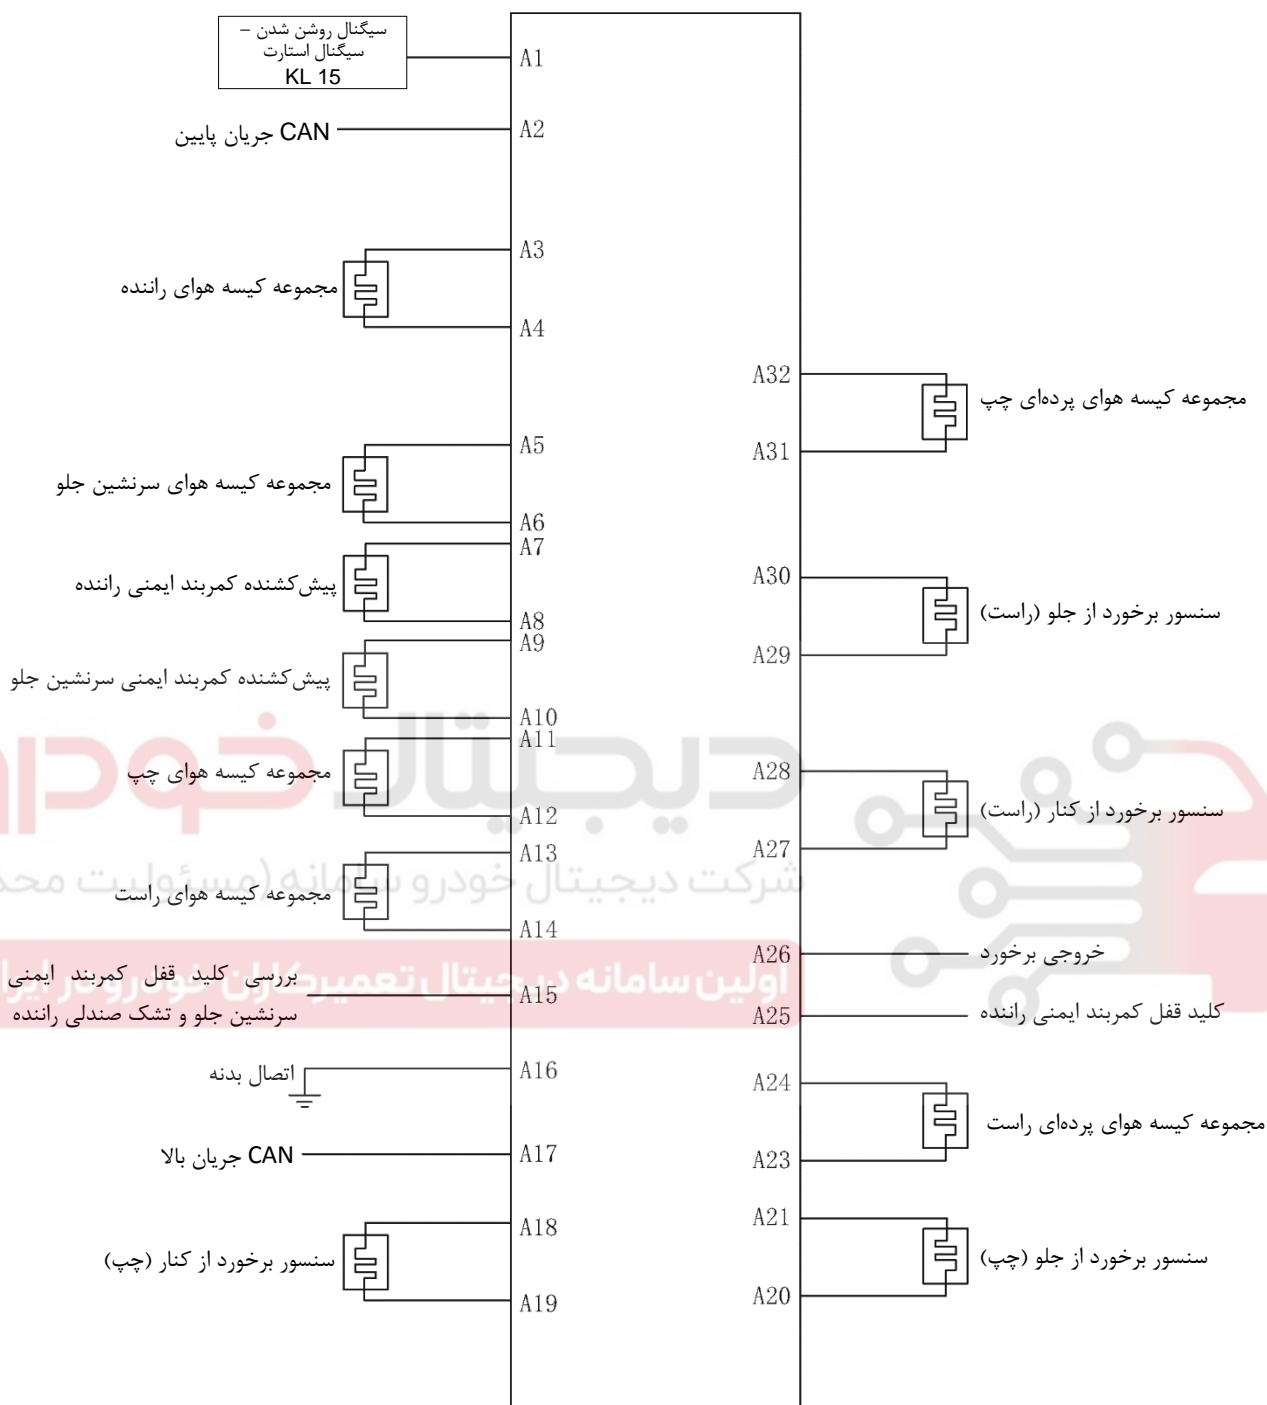 سیگنال روشن شدن –
سیگنال استارت
KL 15
A1
CAN جریان پایین
A2
A3
مجموعه کیسه هوای راننده
A4
A32
مجموعه کیسه هوای پرده‌ای چپ
A31
A5
مجموعه کیسه هوای سرنشین جلو
A6
A7
پیش‌کشنده کمربند ایمنی راننده
A8
A30
سنسور برخورد از جلو (راست)
A29
A9
پیش‌کشنده کمربند ایمنی سرنشین جلو
A10
A11
مجموعه کیسه هوای چپ
A12
A28
سنسور برخورد از کنار (راست)
A27
A13
مجموعه کیسه هوای راست
A14
دیجیتال خودرو
شرکت دیجیتال خودرو سامانه (مسئولیت
اولین سامانه دیجیتال تعمیرکاران خودرو در ایران
A26
خروجی برخورد
بررسی کلید قفل کمربند ایمنی
سرنشین جلو و تشک صندلی راننده
A15
A25
کلید قفل کمربند ایمنی راننده
اتصال بدنه
A16
A24
مجموعه کیسه هوای پرده‌ای راست
A23
CAN جریان بالا
A17
A18
سنسور برخورد از کنار (چپ)
A19
A21
سنسور برخورد از جلو (چپ)
A20